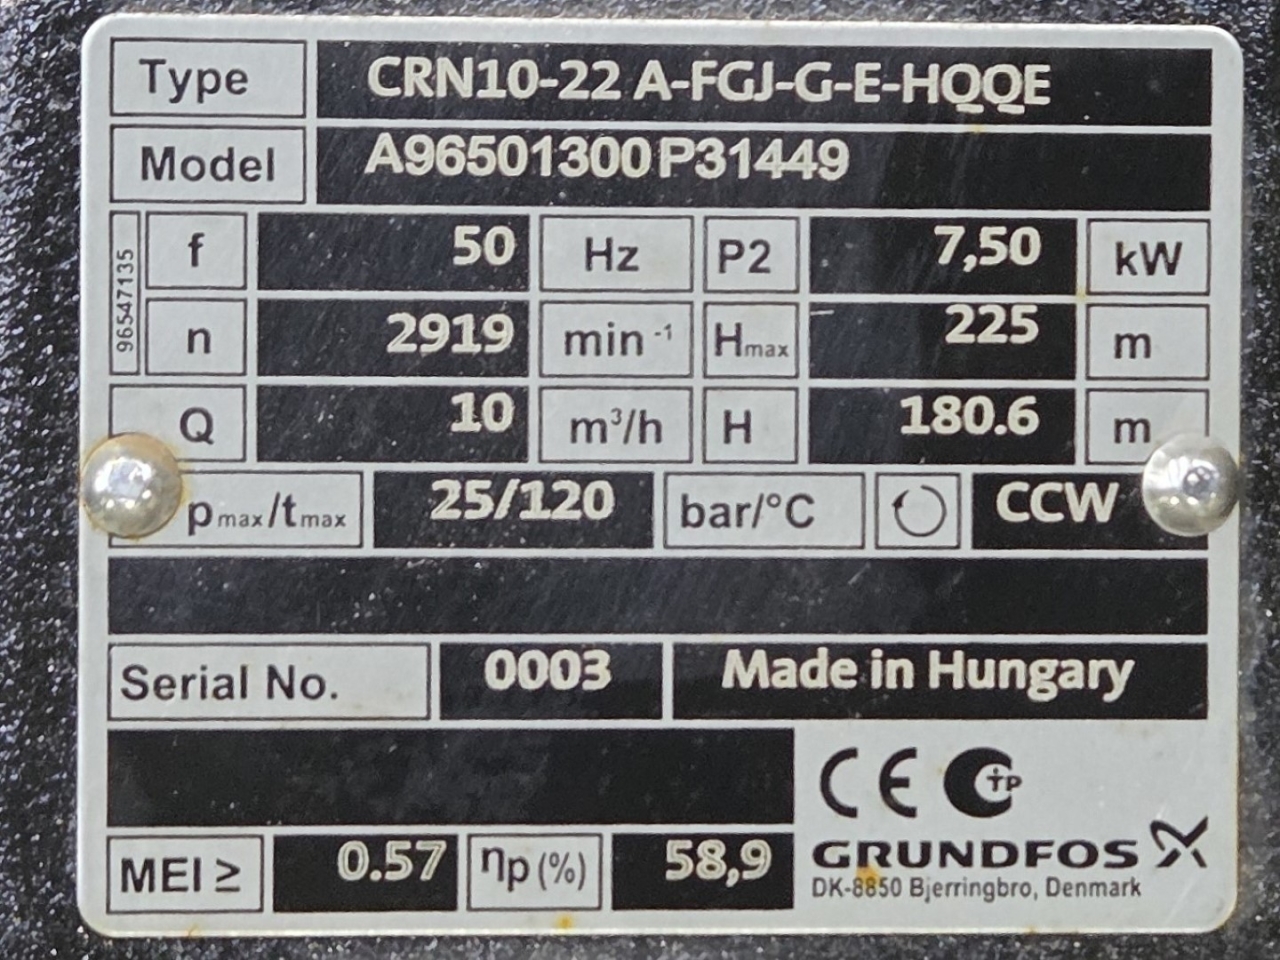 Type CRN10-22 A-FGJ-G-E-HQQE
Model A96501300 P31449
96547135
f 50 Hz P2 7,50 kW
n 2919 min⁻¹ Hmax 225 m
Q 10 m³/h H 180.6 m
pmax/tmax 25/120 bar/°C CCW
Serial No. 0003 Made in Hungary
CE TP
MEI ≥ 0.57 ηp (%) 58,9
GRUNDFOS
DK-8850 Bjerringbro, Denmark